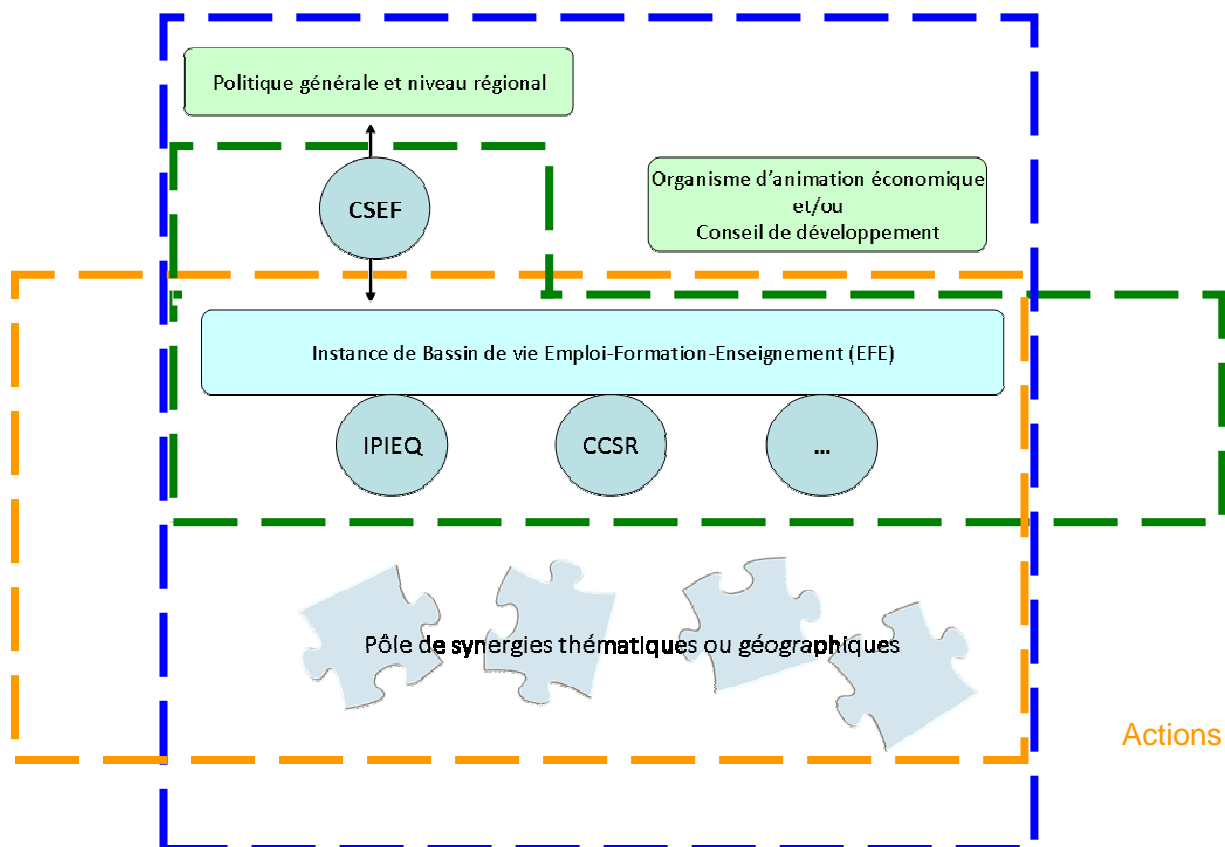 Politique générale et niveau régional
CSEF
Organisme d'animation économique
et/ou
Conseil de développement
Instance de Bassin de vie Emploi-Formation-Enseignement (EFE)
IPIEQ
CCSR
...
Pôle de synergies thématiques ou géographiques
Actions